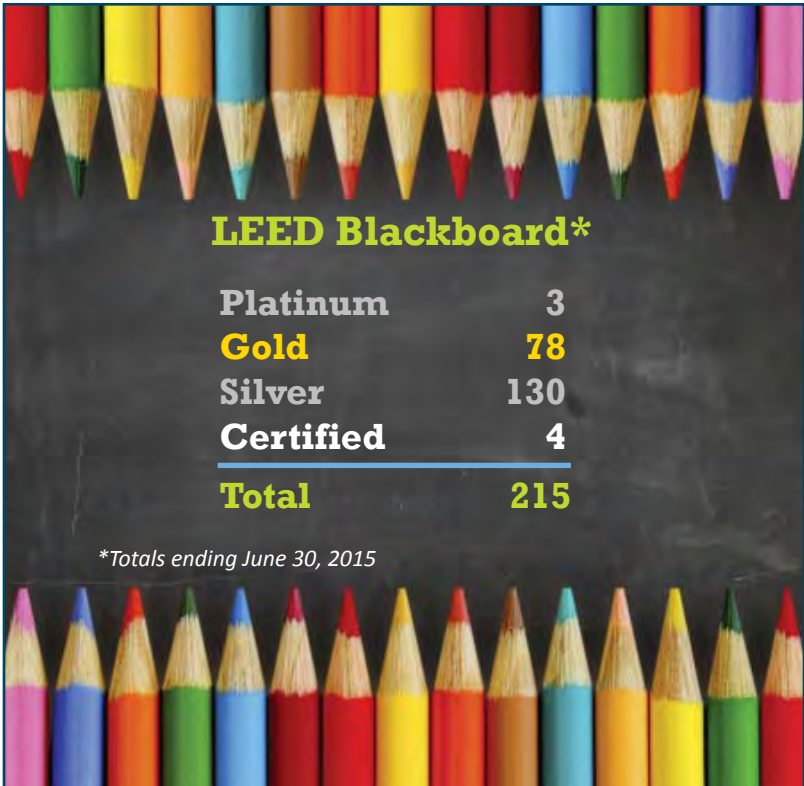 LEED Blackboard*
Platinum 3
Gold 78
Silver 130
Certified 4
Total 215
*Totals ending June 30, 2015